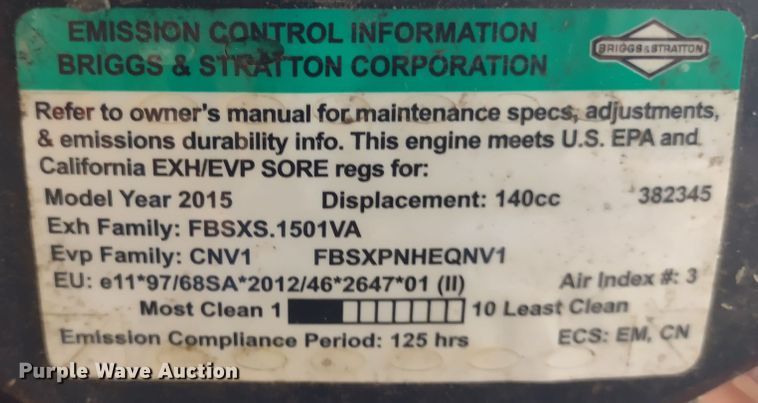 EMISSION CONTROL INFORMATION
BRIGGS & STRATTON CORPORATION
BRIGGS & STRATTON
Refer to owner's manual for maintenance specs, adjustments,
& emissions durability info. This engine meets U.S. EPA and
California EXH/EVP SORE regs for:
Model Year 2015 Displacement: 140cc 382345
Exh Family: FBSXS.1501VA
Evp Family: CNV1 FBSXPNHEQNV1
EU: e11*97/68SA*2012/46*2647*01 (II) Air Index #: 3
Most Clean 1 10 Least Clean
Emission Compliance Period: 125 hrs ECS: EM, CN
Purple Wave Auction